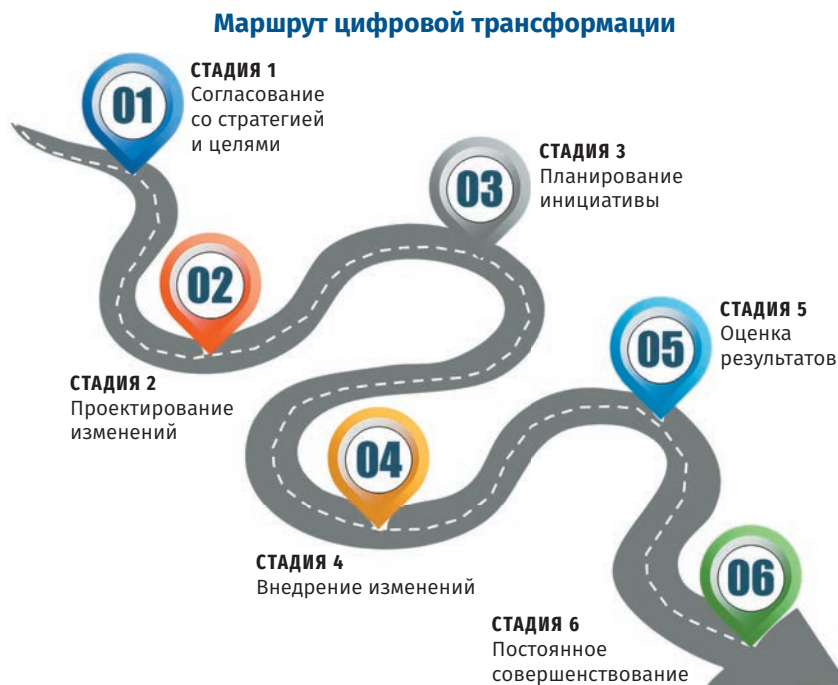 Маршрут цифровой трансформации
01
СТАДИЯ 1
Согласование
со стратегией
и целями
02
СТАДИЯ 2
Проектирование
изменений
03
СТАДИЯ 3
Планирование
инициативы
04
СТАДИЯ 4
Внедрение изменений
05
СТАДИЯ 5
Оценка
результатов
06
СТАДИЯ 6
Постоянное
совершенствование